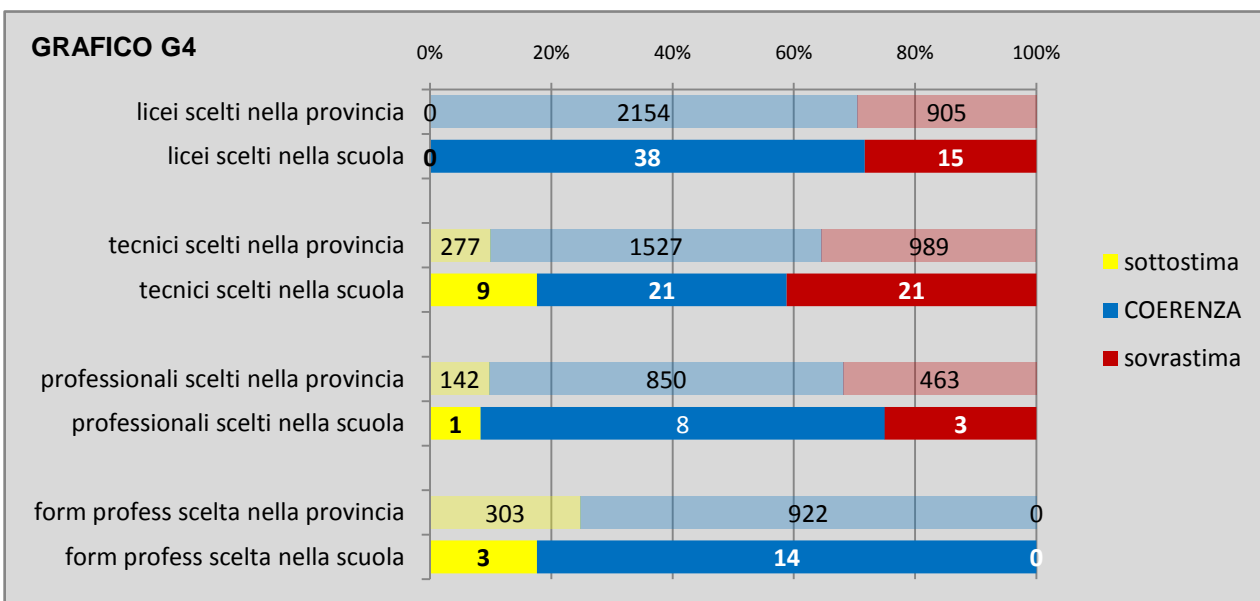 GRAFICO G4
0% 20% 40% 60% 80% 100%
licei scelti nella provincia 0 2154 905
licei scelti nella scuola 0 38 15
tecnici scelti nella provincia 277 1527 989
tecnici scelti nella scuola 9 21 21
professionali scelti nella provincia 142 850 463
professionali scelti nella scuola 1 8 3
form profess scelta nella provincia 303 922 0
form profess scelta nella scuola 3 14 0
sottostima
COERENZA
sovrastima